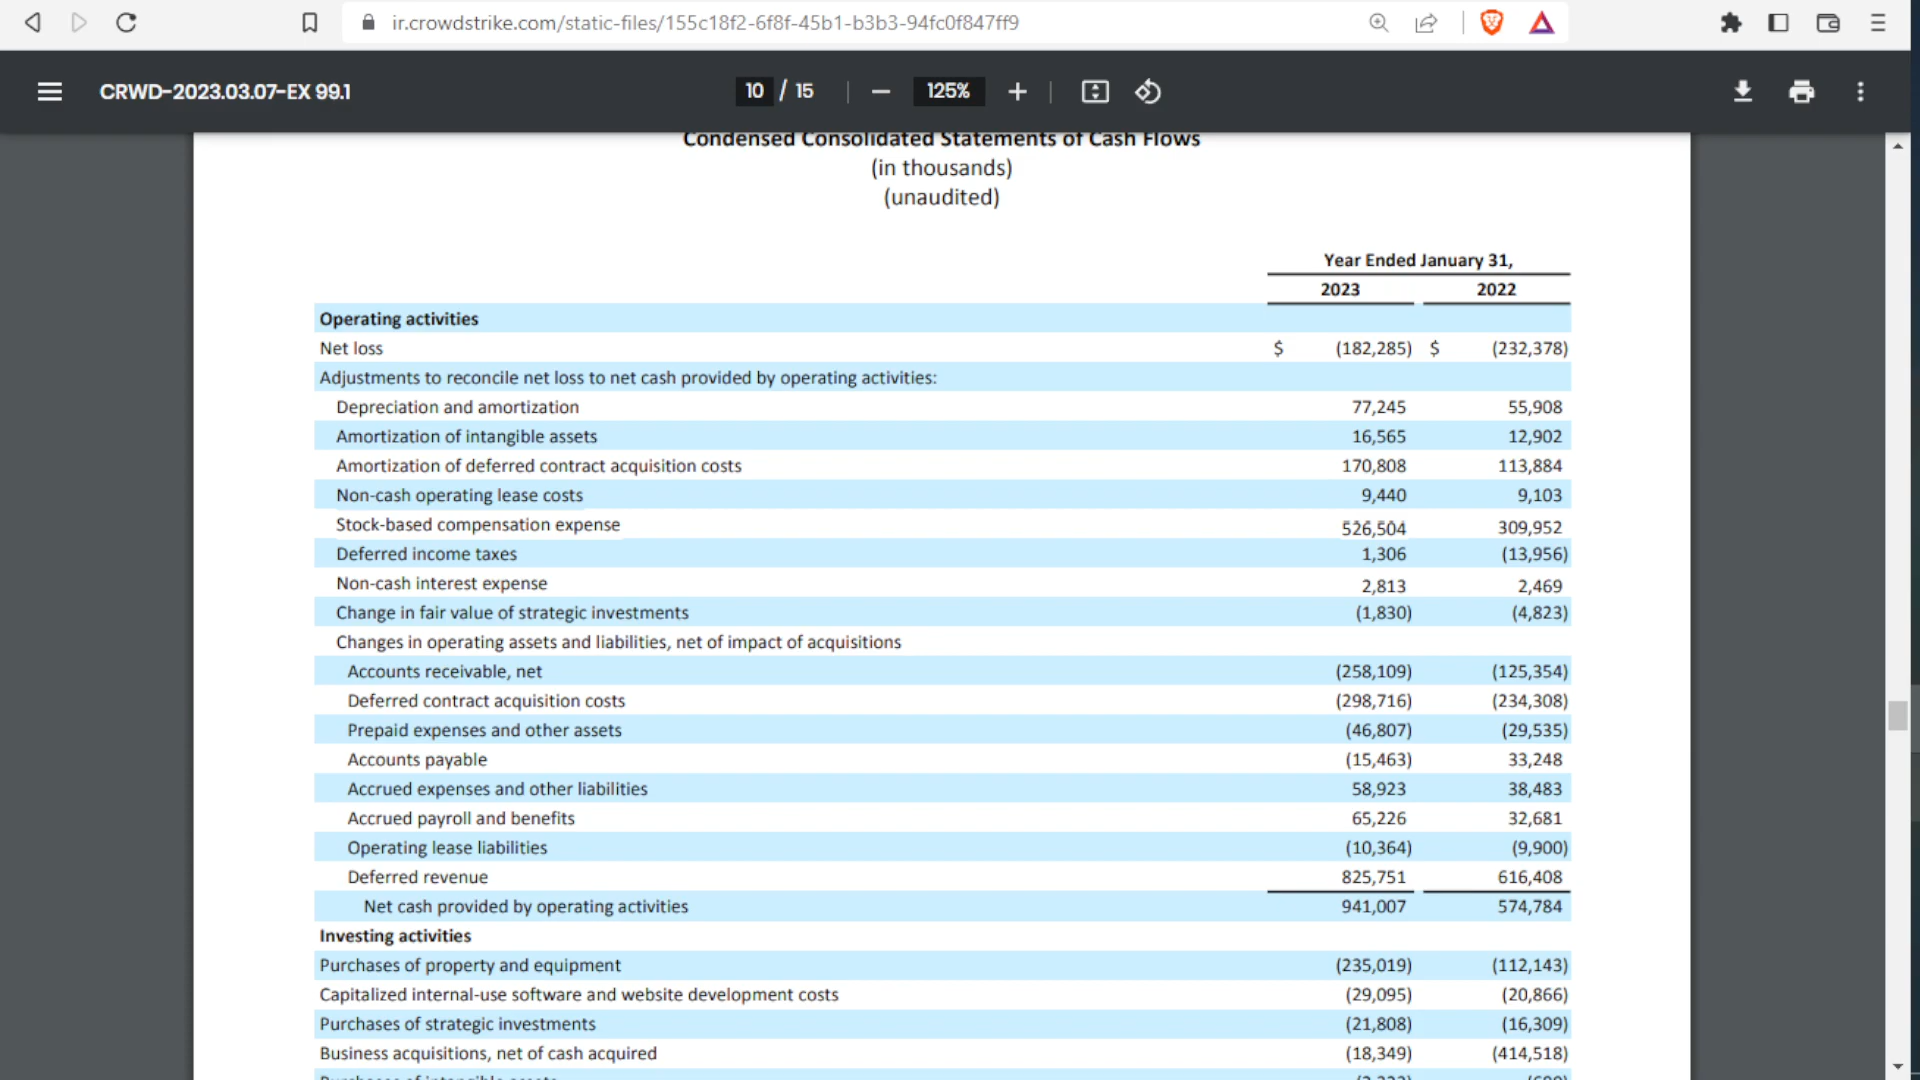 ir.crowdstrike.com/static-files/155c18f2-6f8f-45b1-b3b3-94fc0f847ff9
CRWD-2023.03.07-EX 99.1
10 / 15
125%
Condensed Consolidated Statements of Cash Flows
(in thousands)
(unaudited)
Year Ended January 31,
2023 2022
Operating activities
Net loss $ (182,285) $ (232,378)
Adjustments to reconcile net loss to net cash provided by operating activities:
Depreciation and amortization 77,245 55,908
Amortization of intangible assets 16,565 12,902
Amortization of deferred contract acquisition costs 170,808 113,884
Non-cash operating lease costs 9,440 9,103
Stock-based compensation expense 526,504 309,952
Deferred income taxes 1,306 (13,956)
Non-cash interest expense 2,813 2,469
Change in fair value of strategic investments (1,830) (4,823)
Changes in operating assets and liabilities, net of impact of acquisitions
Accounts receivable, net (258,109) (125,354)
Deferred contract acquisition costs (298,716) (234,308)
Prepaid expenses and other assets (46,807) (29,535)
Accounts payable (15,463) 33,248
Accrued expenses and other liabilities 58,923 38,483
Accrued payroll and benefits 65,226 32,681
Operating lease liabilities (10,364) (9,900)
Deferred revenue 825,751 616,408
Net cash provided by operating activities 941,007 574,784
Investing activities
Purchases of property and equipment (235,019) (112,143)
Capitalized internal-use software and website development costs (29,095) (20,866)
Purchases of strategic investments (21,808) (16,309)
Business acquisitions, net of cash acquired (18,349) (414,518)